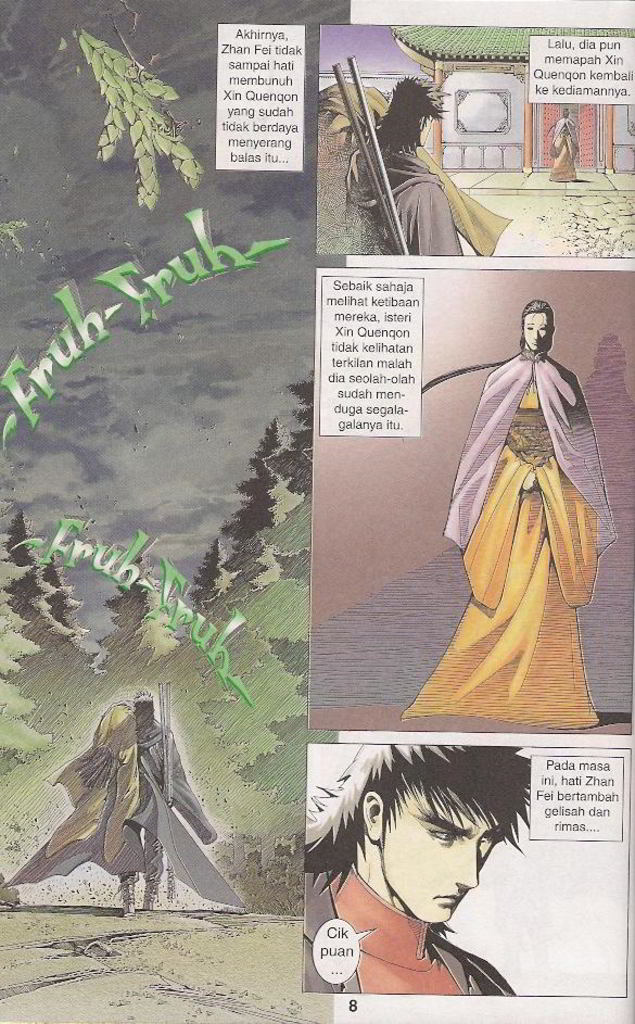 Akhirnya,
Zhan Fei tidak
sampai hati
membunuh
Xin Quenqon
yang sudah
tidak berdaya
menyerang
balas itu...
Fruh-Fruh
Fruh-Fruh
Lalu, dia pun
memapah Xin
Quenqon kembali
ke kediamannya.
Sebaik sahaja
melihat ketibaan
mereka, isteri
Xin Quenqon
tidak kelihatan
terkilan malah
dia seolah-olah
sudah men-
duga segala-
galanya itu.
Pada masa
ini, hati Zhan
Fei bertambah
gelisah dan
rimas....
Cik
puan
...
8